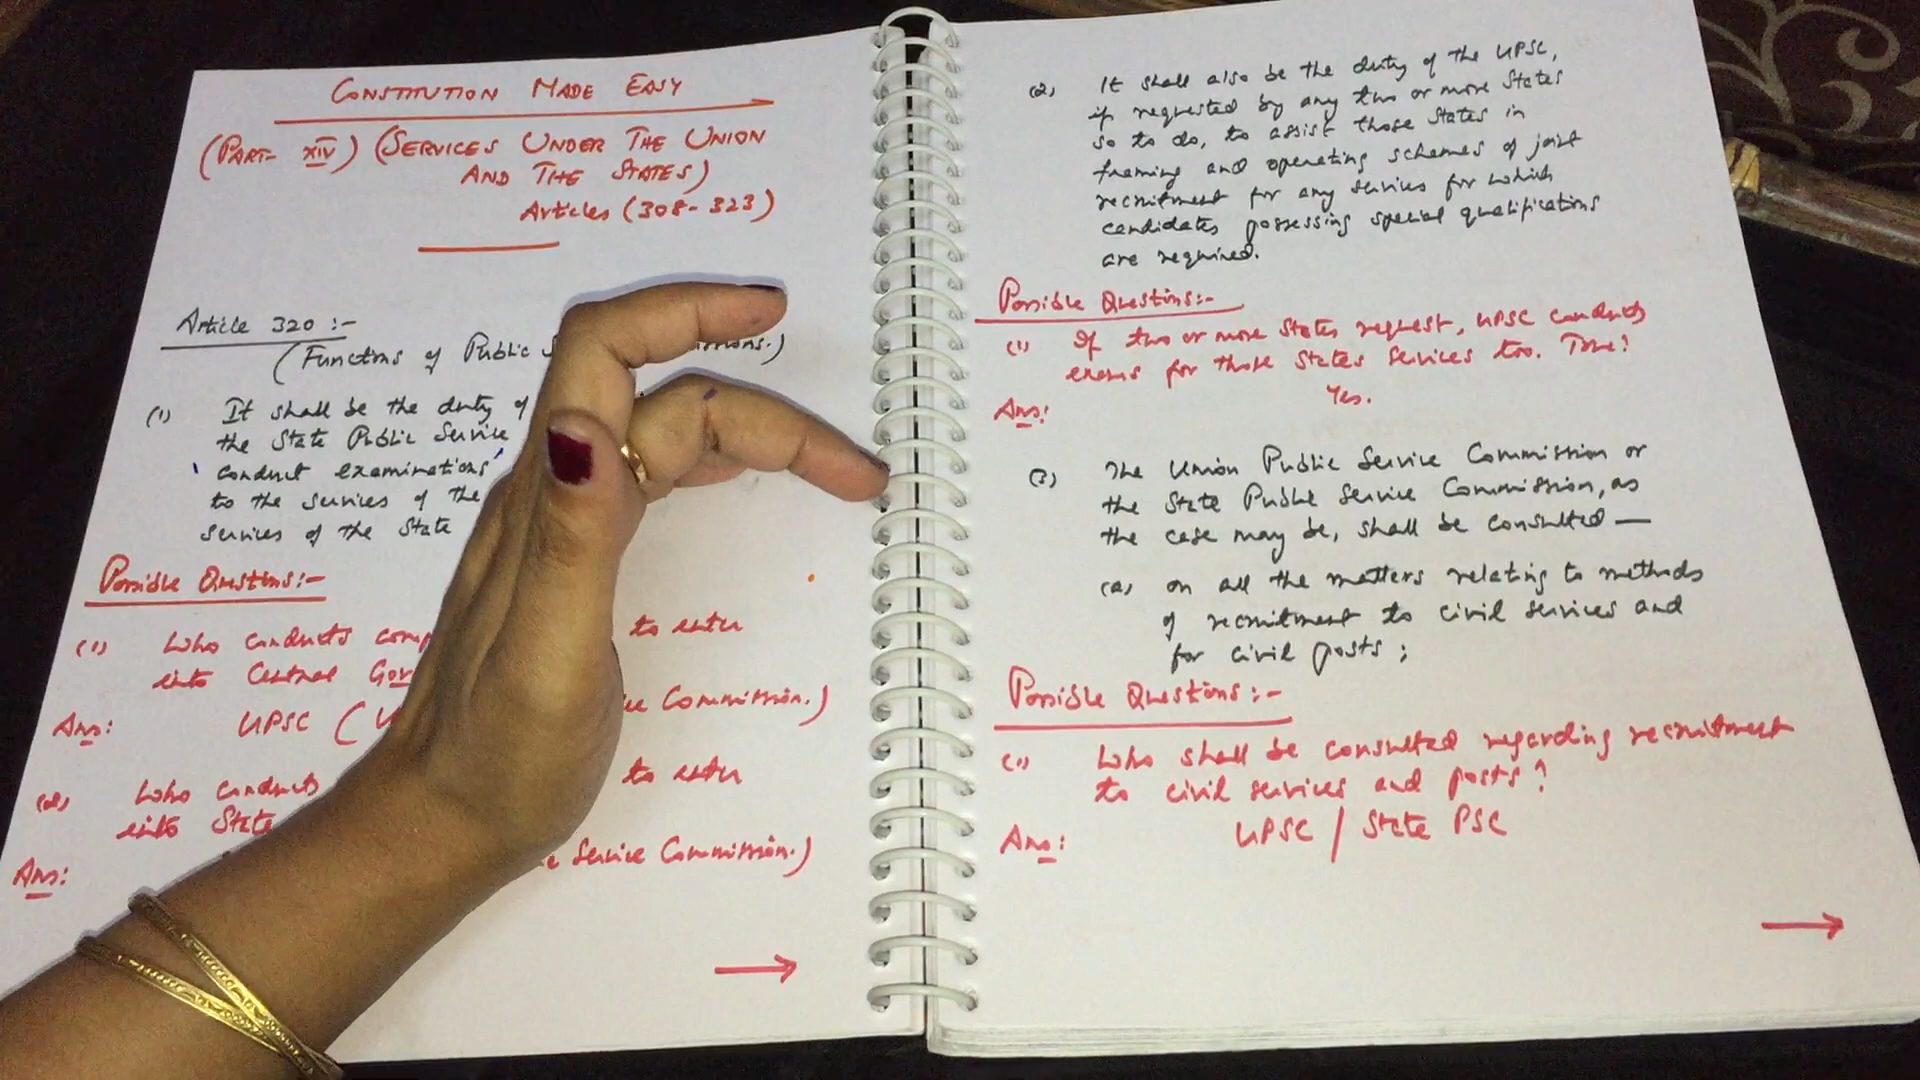 CONSTITUTION MADE EASY
(PART- XIV) (SERVICES UNDER THE UNION
AND THE STATES)
Articles (308-323)
Article 320 :-
(Functions of Public
(1) It shall be the duty of
the State Public Service
'conduct examinations'
to the services of the
services of the State
Possible Questions:-
(1) Who conducts to enter
into Central
Ans: UPSC ( Commission.)
(2) Who conducts to enter
into State
Ans: Service Commission.)
(2) It shall also be the duty of the UPSC,
if requested by any two or more States
so to do, to assist those States in
framing and operating schemes of joint
recruitment for any services for which
candidates possessing special qualifications
are required.
Possible Questions:-
(1) If two or more States request, UPSC conducts
exams for those States Services too. True?
Ans: Yes.
(3) The Union Public Service Commission or
the State Public Service Commission, as
the case may be, shall be consulted —
(a) on all the matters relating to methods
of recruitment to civil services and
for civil posts;
Possible Questions:-
(1) Who shall be consulted regarding recruitment
to civil services and posts?
Ans: UPSC / State PSC